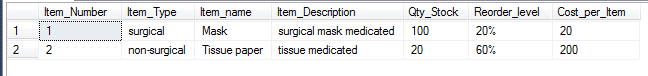 Item_Number Item_Type Item_name Item_Description Qty_Stock Reorder_level Cost_per_Item
1 1 surgical Mask surgical mask medicated 100 20% 20
2 2 non-surgical Tissue paper tissue medicated 20 60% 200